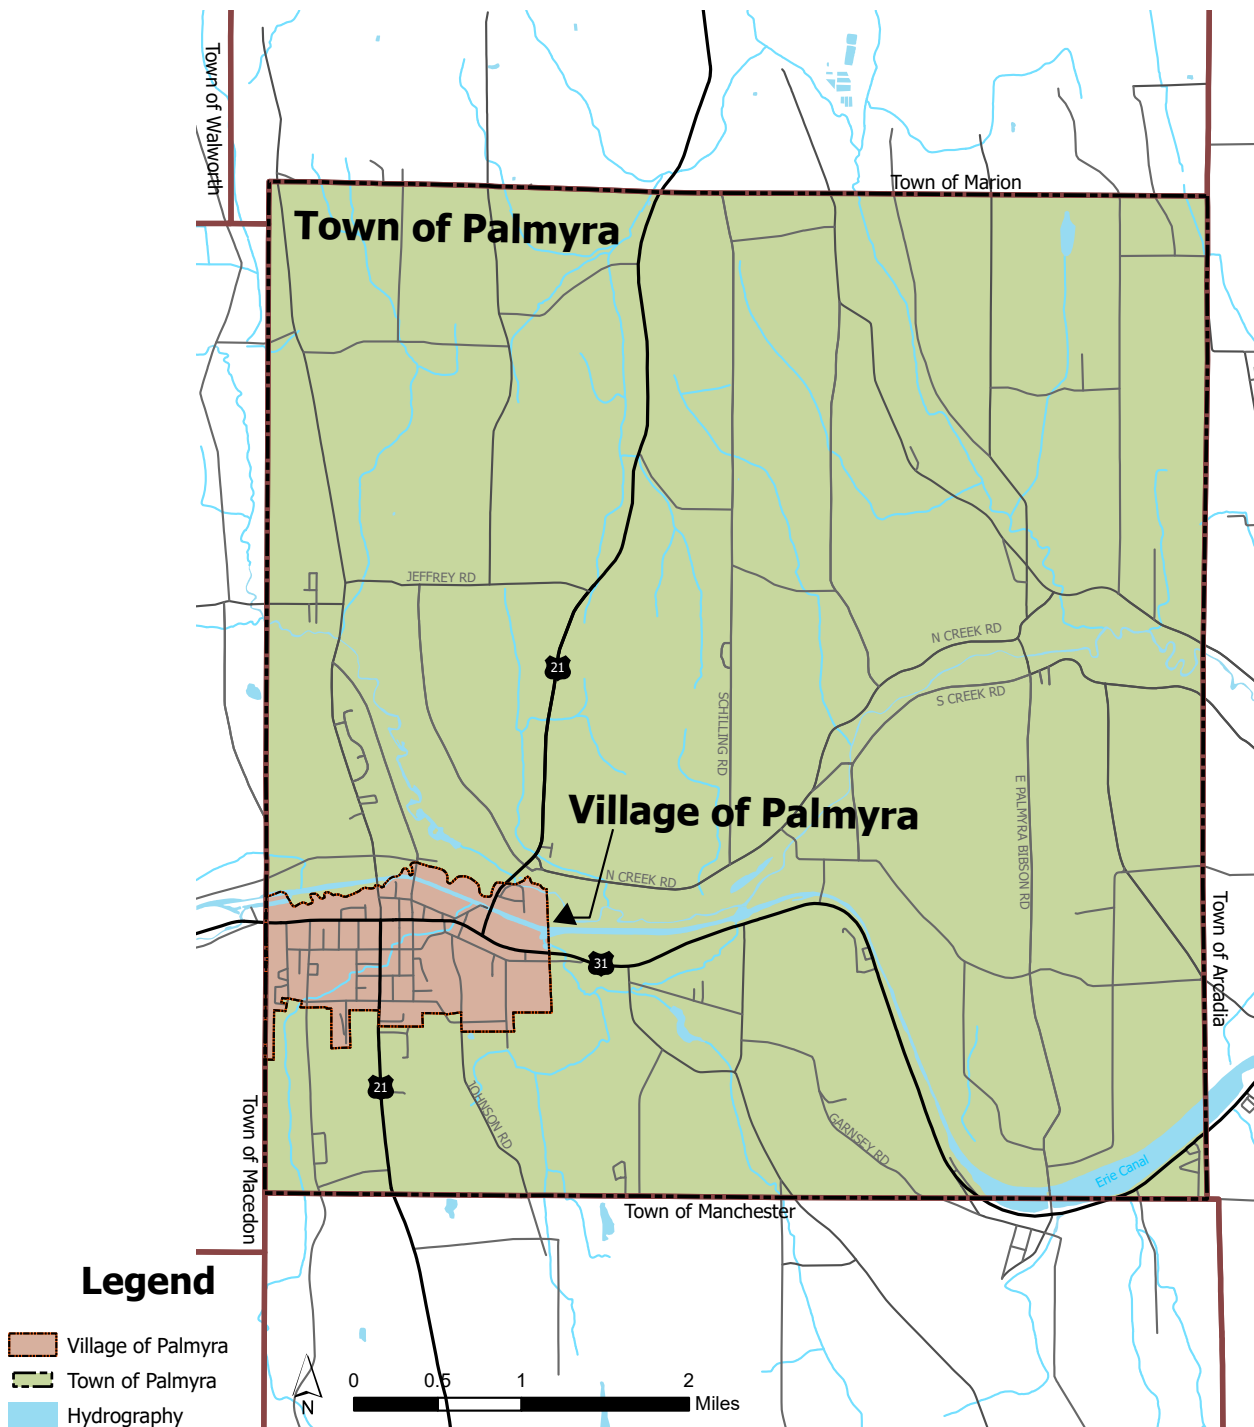 Town of Walworth
Town of Marion
Town of Palmyra
JEFFREY RD
N CREEK RD
21
S CREEK RD
SCHILLING RD
E PALMYRA BIBSON RD
Village of Palmyra
N CREEK RD
Town of Arcadia
31
21
JOHNSON RD
GARNSEY RD
Erie Canal
Town of Macedon
Town of Manchester
Legend
Village of Palmyra
Town of Palmyra
Hydrography
N
0 0.5 1 2
Miles